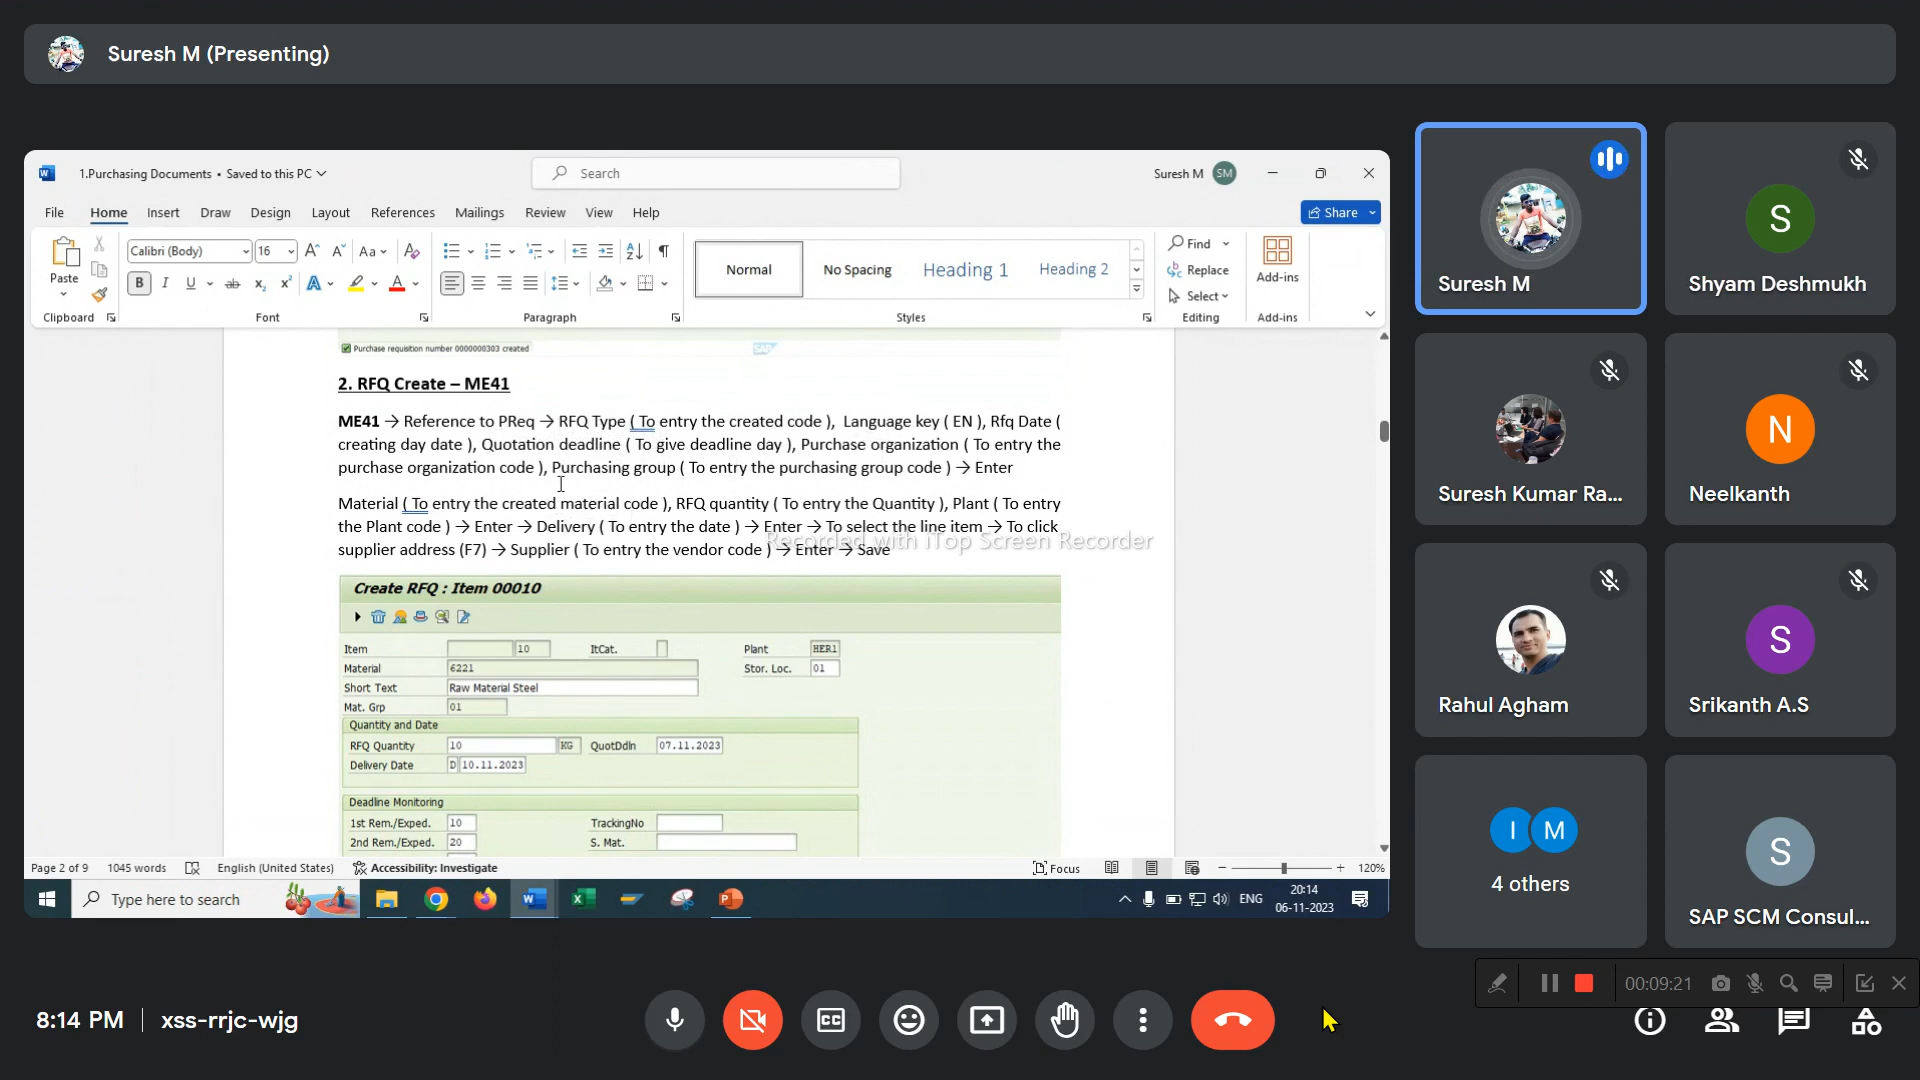 Suresh M (Presenting)
1.Purchasing Documents • Saved to this PC
Search
Suresh M
SM
File
Home
Insert
Draw
Design
Layout
References
Mailings
Review
View
Help
Share
Paste
Clipboard
Calibri (Body)
16
Aa
B
I
U
ab
Font
Paragraph
Normal
No Spacing
Heading 1
Heading 2
Styles
Find
Replace
Select
Editing
Add-ins
Add-ins
Purchase requistion number 0000000303 created
SAP
2. RFQ Create – ME41
ME41 → Reference to PReq → RFQ Type ( To entry the created code ), Language key ( EN ), Rfq Date (
creating day date ), Quotation deadline ( To give deadline day ), Purchase organization ( To entry the
purchase organization code ), Purchasing group ( To entry the purchasing group code ) → Enter
Material ( To entry the created material code ), RFQ quantity ( To entry the Quantity ), Plant ( To entry
the Plant code ) → Enter → Delivery ( To entry the date ) → Enter → To select the line item → To click
supplier address (F7) → Supplier ( To entry the vendor code ) → Enter → Save
Recorded with iTop Screen Recorder
Create RFQ : Item 00010
Item 10 ItCat. Plant HER1
Material 6221 Stor. Loc. 01
Short Text Raw Material Steel
Mat. Grp 01
Quantity and Date
RFQ Quantity 10 KG QuotDdln 07.11.2023
Delivery Date D 10.11.2023
Deadline Monitoring
1st Rem./Exped. 10 TrackingNo
2nd Rem./Exped. 20 S. Mat.
Page 2 of 9
1045 words
English (United States)
Accessibility: Investigate
Focus
120%
Type here to search
ENG
20:14
06-11-2023
Suresh M
S
Shyam Deshmukh
Suresh Kumar Ra...
N
Neelkanth
Rahul Agham
S
Srikanth A.S
I
M
4 others
S
SAP SCM Consul...
00:09:21
8:14 PM
xss-rrjc-wjg
CC